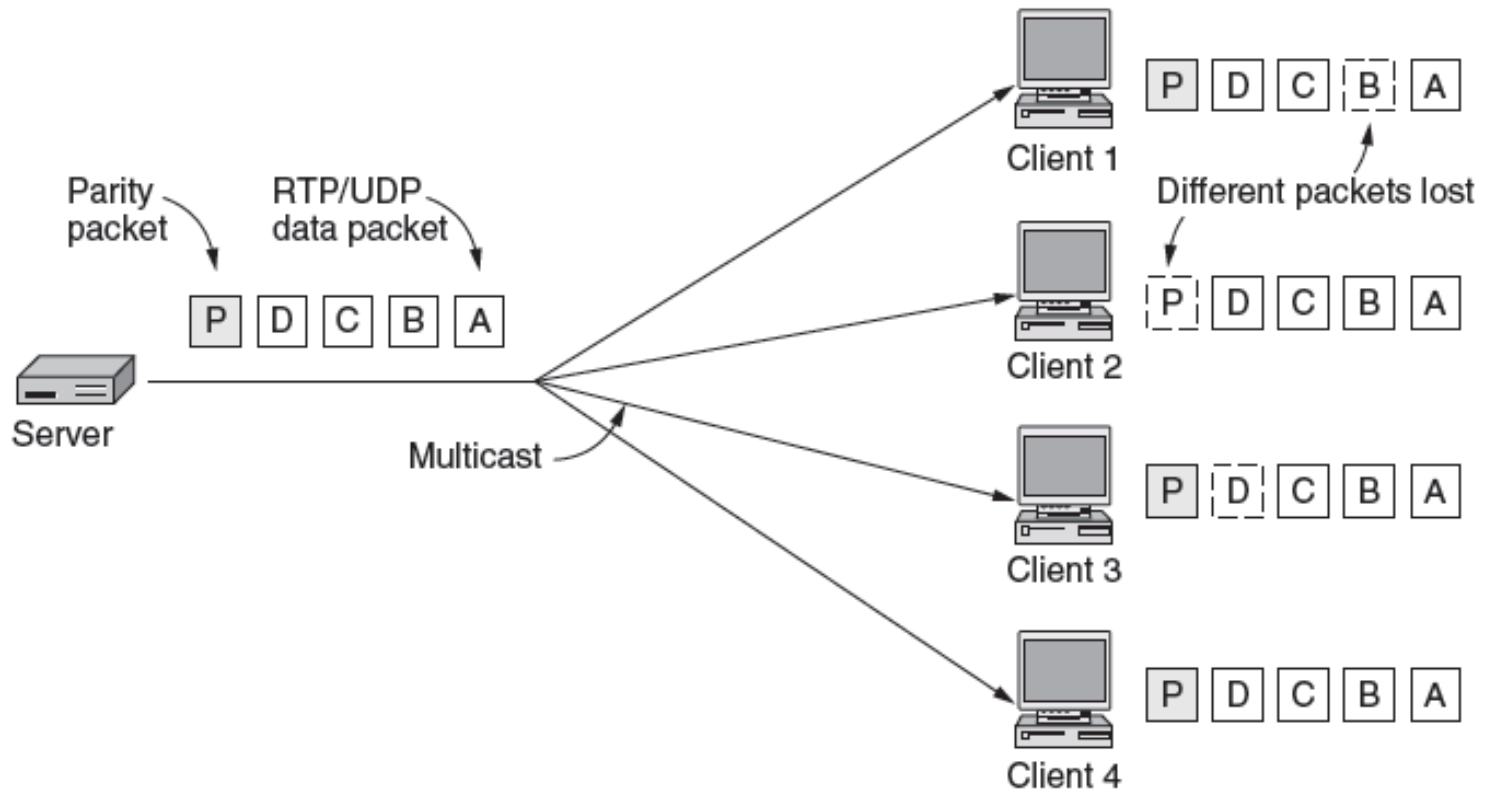 P D C B A
Client 1
Parity
packet
RTP/UDP
data packet
Different packets lost
P D C B A
P D C B A
Client 2
Server
Multicast
P D C B A
Client 3
P D C B A
Client 4